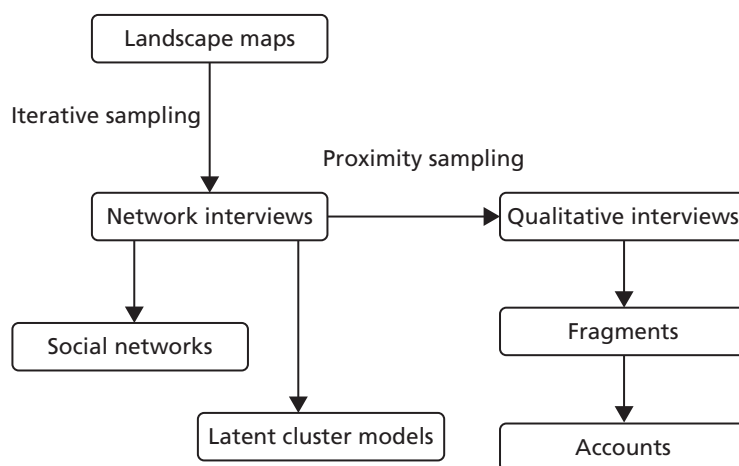 Landscape maps
Iterative sampling
Proximity sampling
Network interviews
Qualitative interviews
Social networks
Fragments
Latent cluster models
Accounts